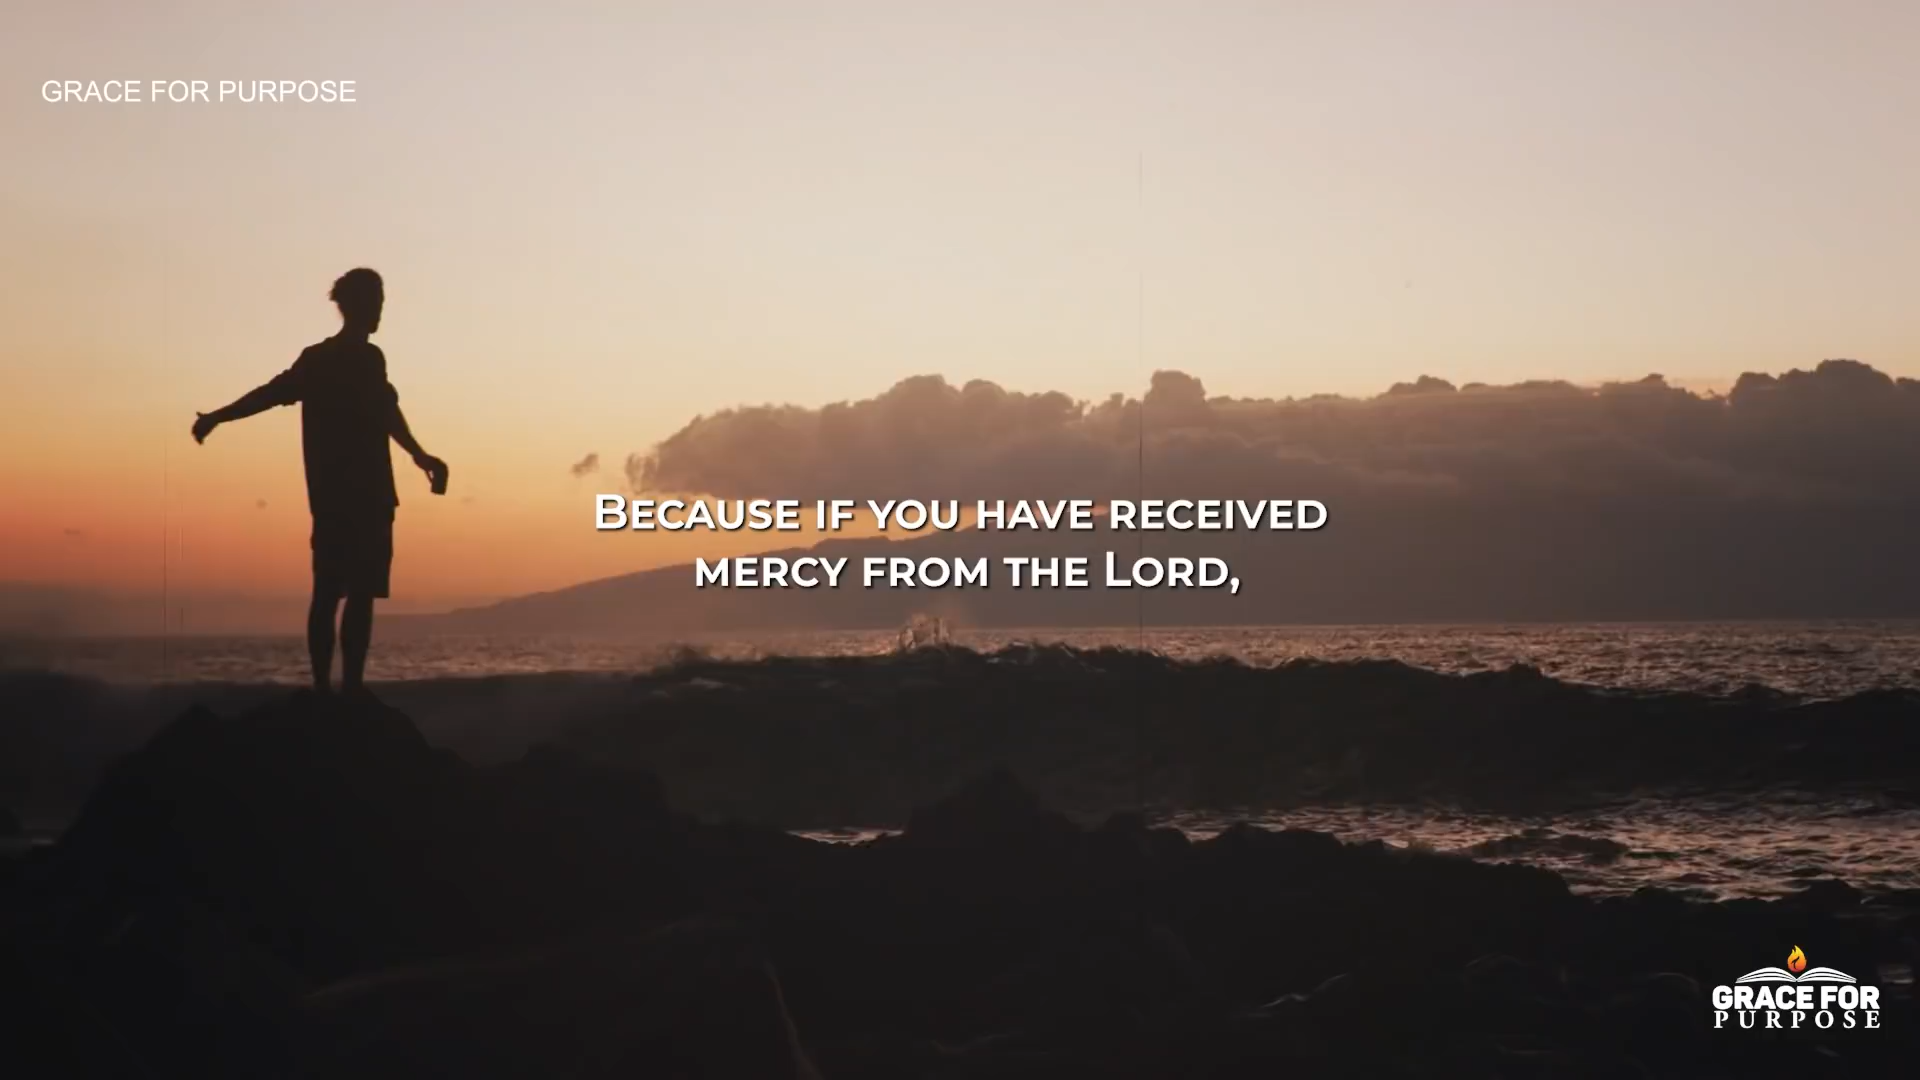 GRACE FOR PURPOSE
Because if you have received
mercy from the Lord,
GRACE FOR
PURPOSE